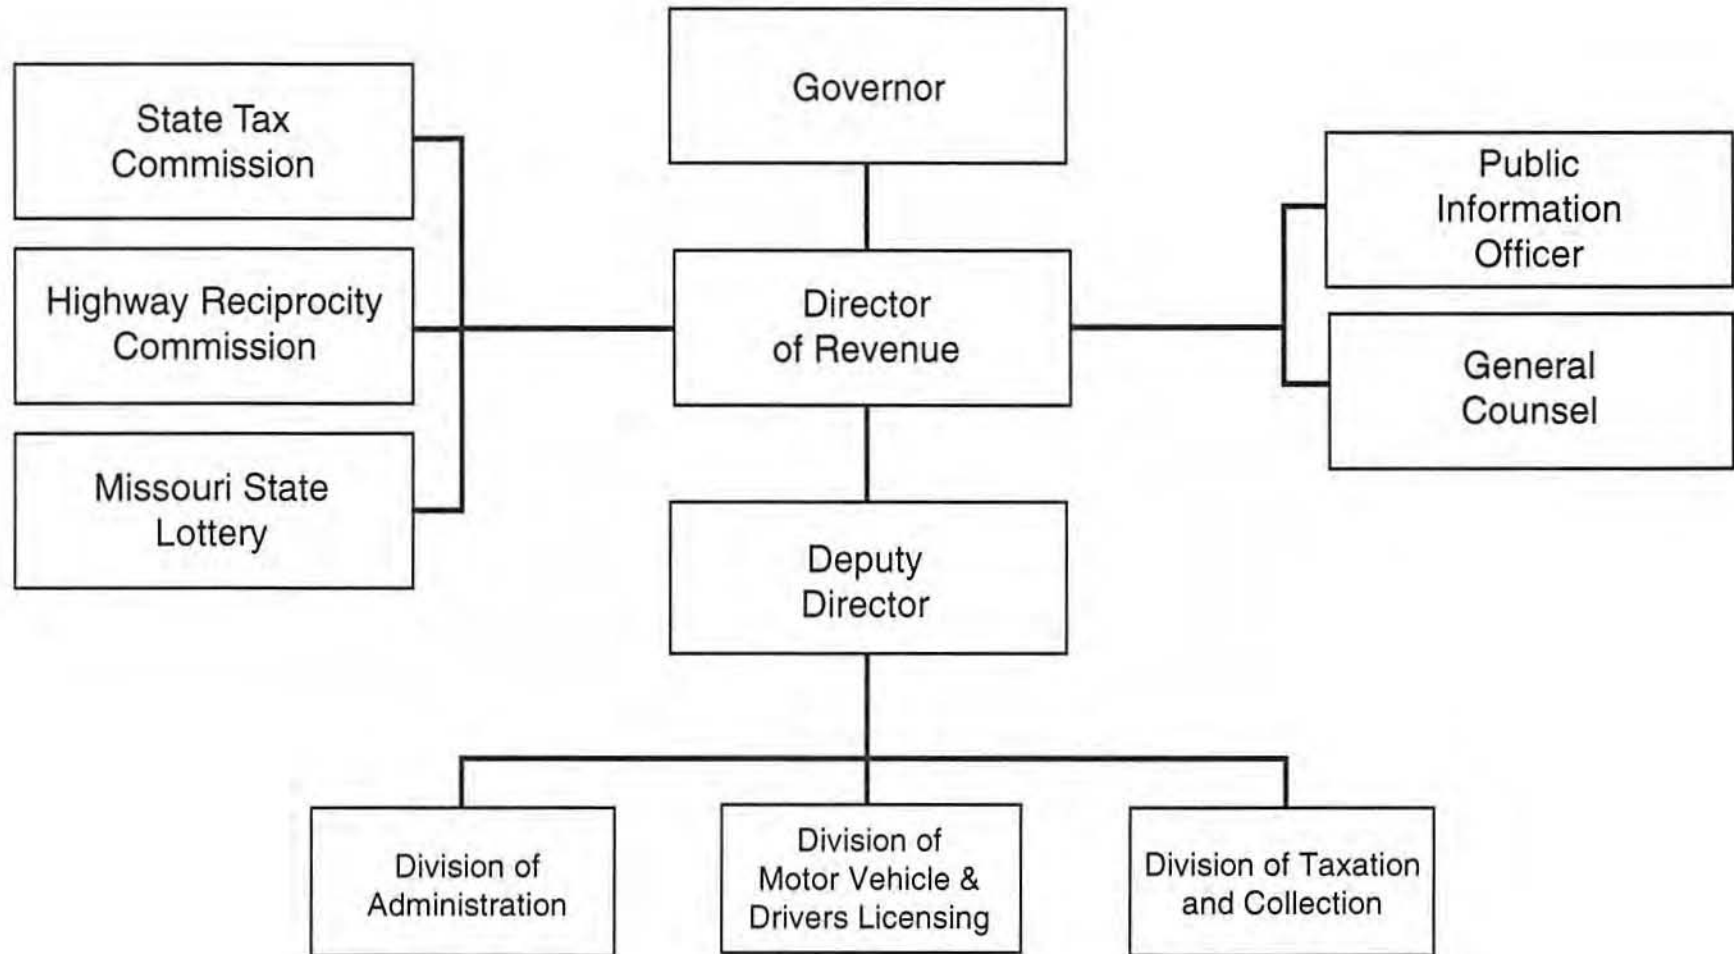 Governor
State Tax
Commission
Public
Information
Officer
Highway Reciprocity
Commission
Director
of Revenue
General
Counsel
Missouri State
Lottery
Deputy
Director
Division of
Administration
Division of
Motor Vehicle &
Drivers Licensing
Division of Taxation
and Collection